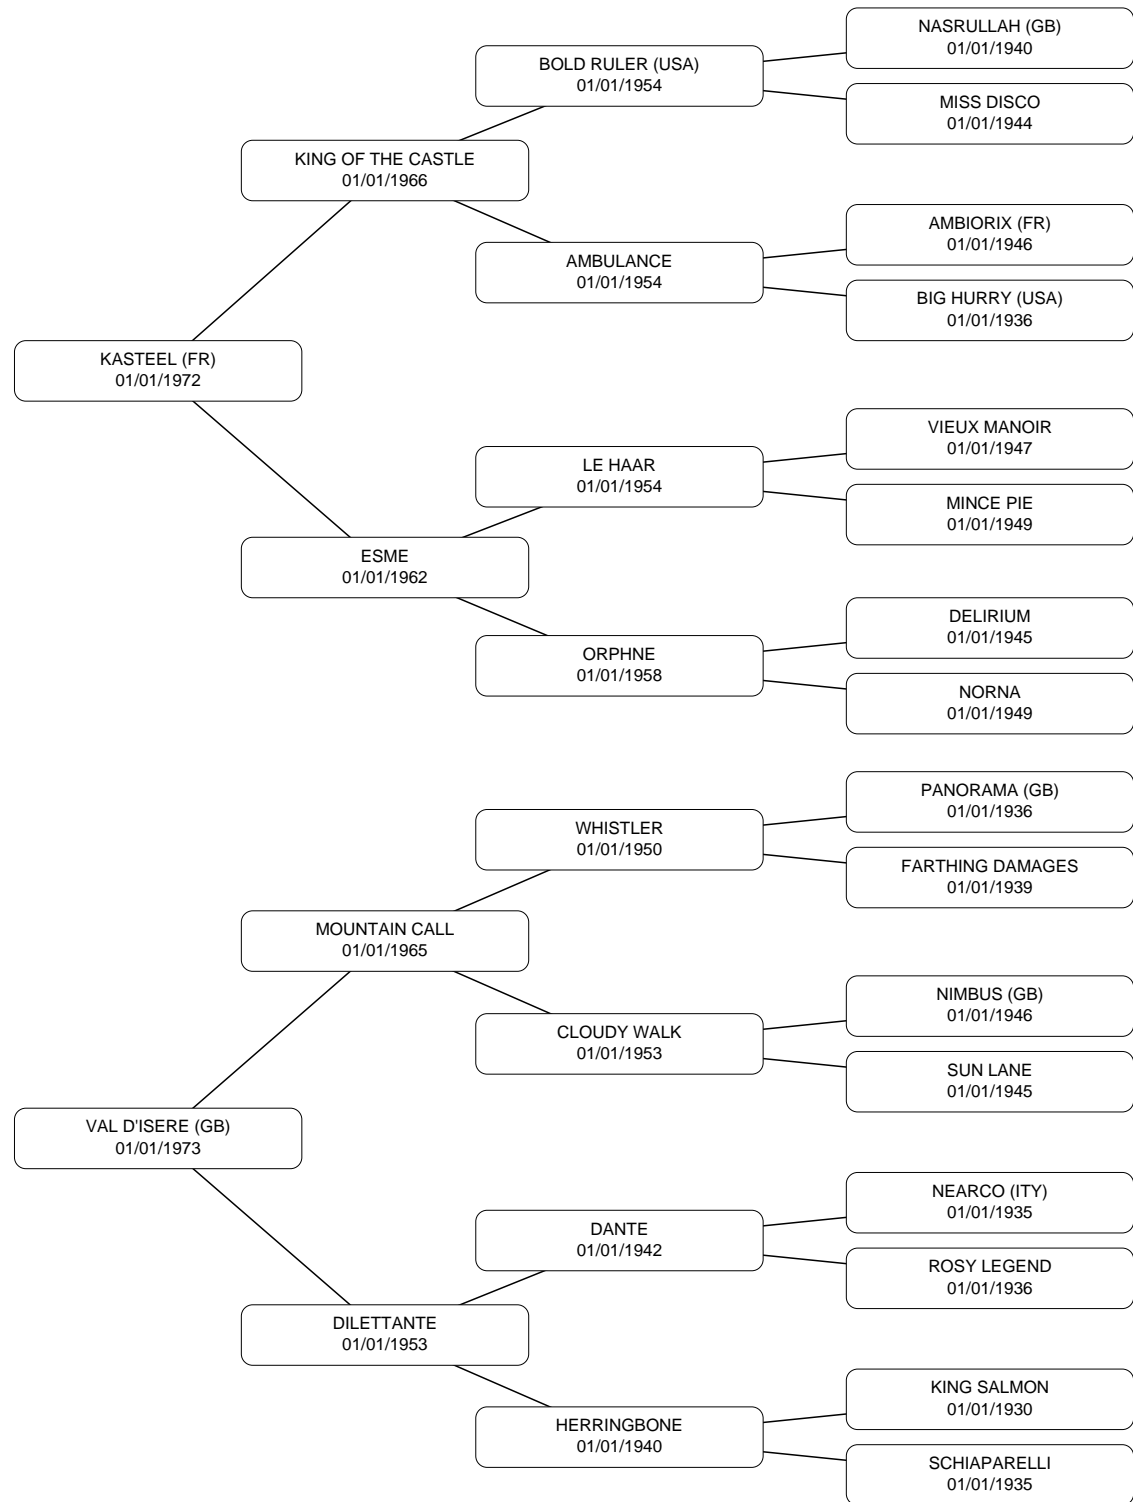 NASRULLAH (GB)
01/01/1940
BOLD RULER (USA)
01/01/1954
MISS DISCO
01/01/1944
KING OF THE CASTLE
01/01/1966
AMBIORIX (FR)
01/01/1946
AMBULANCE
01/01/1954
BIG HURRY (USA)
01/01/1936
KASTEEL (FR)
01/01/1972
VIEUX MANOIR
01/01/1947
LE HAAR
01/01/1954
MINCE PIE
01/01/1949
ESME
01/01/1962
DELIRIUM
01/01/1945
ORPHNE
01/01/1958
NORNA
01/01/1949
PANORAMA (GB)
01/01/1936
WHISTLER
01/01/1950
FARTHING DAMAGES
01/01/1939
MOUNTAIN CALL
01/01/1965
NIMBUS (GB)
01/01/1946
CLOUDY WALK
01/01/1953
SUN LANE
01/01/1945
VAL D'ISERE (GB)
01/01/1973
NEARCO (ITY)
01/01/1935
DANTE
01/01/1942
ROSY LEGEND
01/01/1936
DILETTANTE
01/01/1953
KING SALMON
01/01/1930
HERRINGBONE
01/01/1940
SCHIAPARELLI
01/01/1935